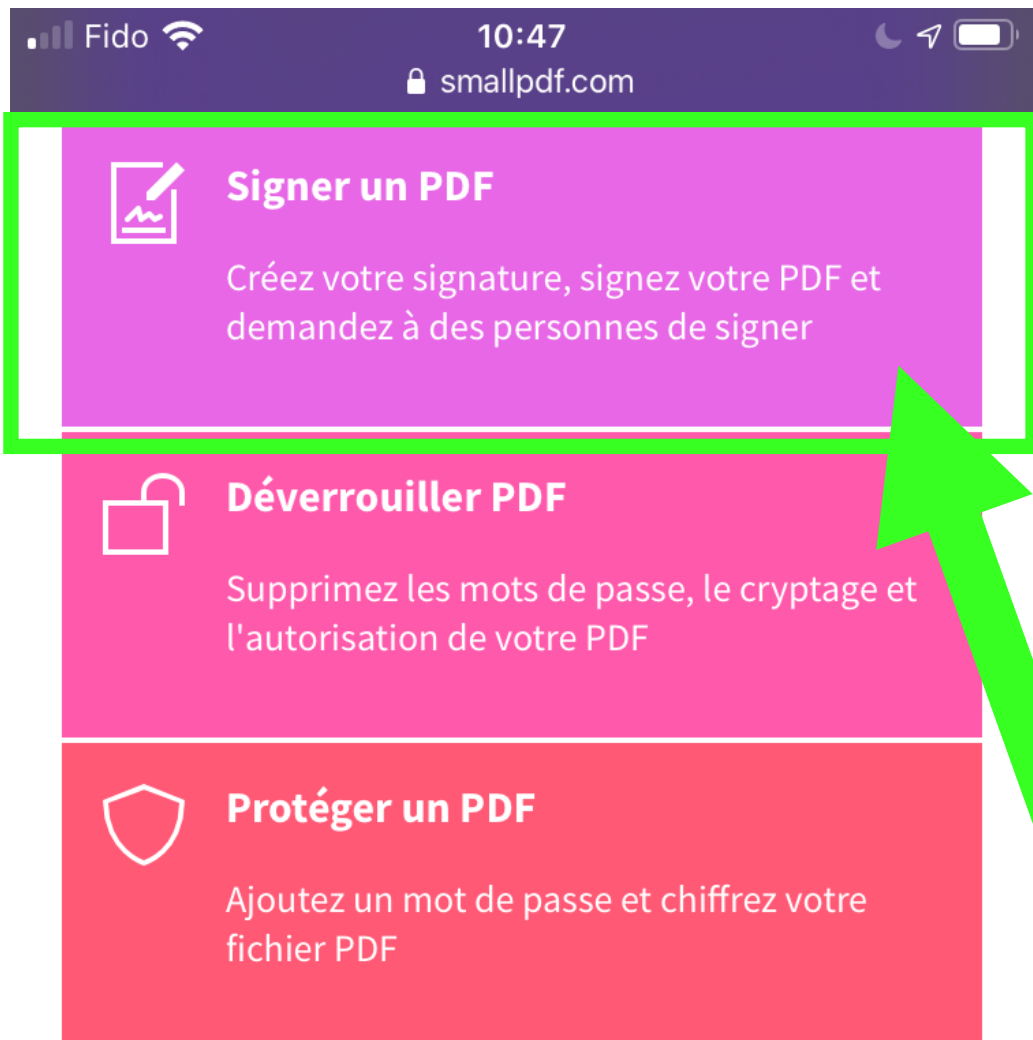 Fido 10:47
smallpdf.com
Signer un PDF
Créez votre signature, signez votre PDF et
demandez à des personnes de signer
Déverrouiller PDF
Supprimez les mots de passe, le cryptage et
l'autorisation de votre PDF
Protéger un PDF
Ajoutez un mot de passe et chiffrez votre
fichier PDF